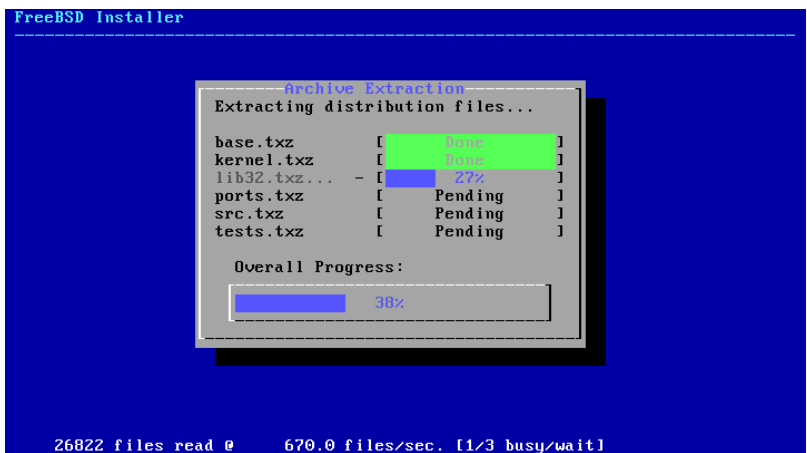 FreeBSD Installer
Archive Extraction
Extracting distribution files...
base.txz [ Done ]
kernel.txz [ Done ]
lib32.txz... - [ 27% ]
ports.txz [ Pending ]
src.txz [ Pending ]
tests.txz [ Pending ]
Overall Progress:
38%
26822 files read @ 670.0 files/sec. [1/3 busy/wait]